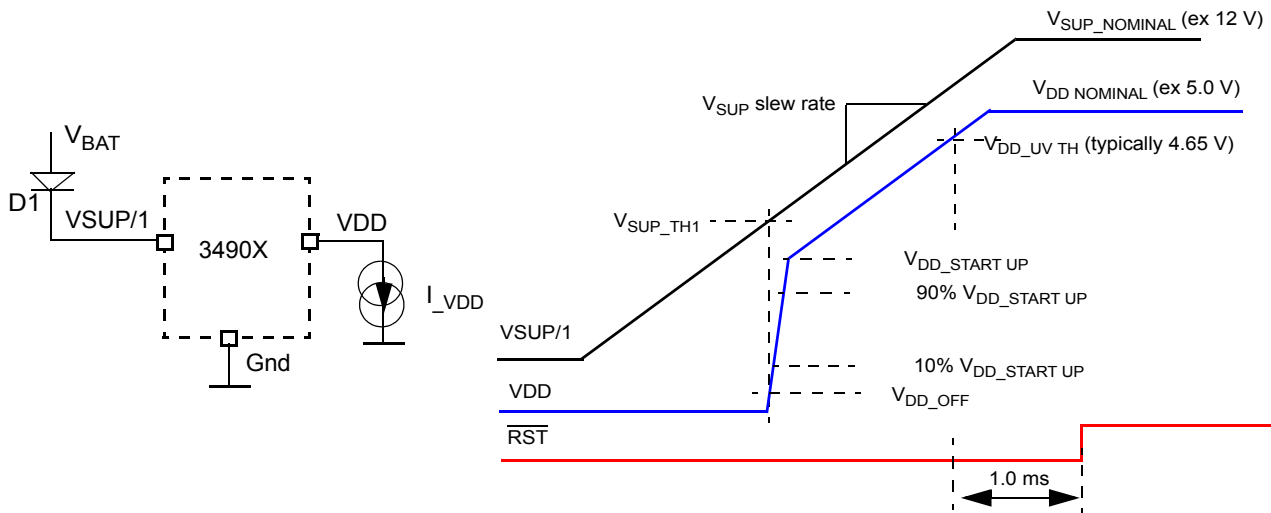 V_BAT
D1
VSUP/1
3490X
VDD
I_VDD
Gnd
V_SUP_NOMINAL (ex 12 V)
V_SUP slew rate
V_DD NOMINAL (ex 5.0 V)
V_DD_UV TH (typically 4.65 V)
V_SUP_TH1
V_DD_START UP
90% V_DD_START UP
VSUP/1
10% V_DD_START UP
VDD
V_DD_OFF
RST
1.0 ms